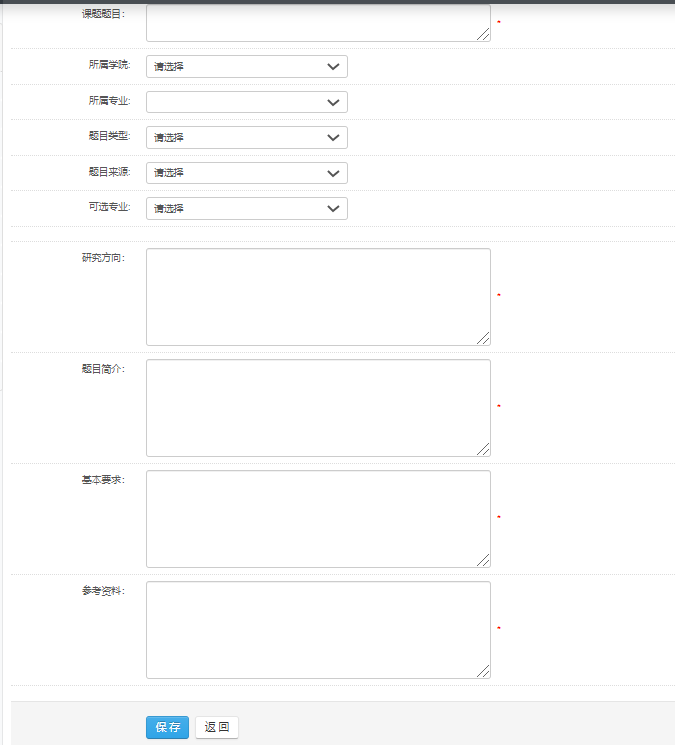 课题题目：
*
所属学院:
请选择
所属专业:
题目类型:
请选择
题目来源:
请选择
可选专业:
请选择
研究方向：
*
题目简介：
*
基本要求：
*
参考资料：
*
保存 返回